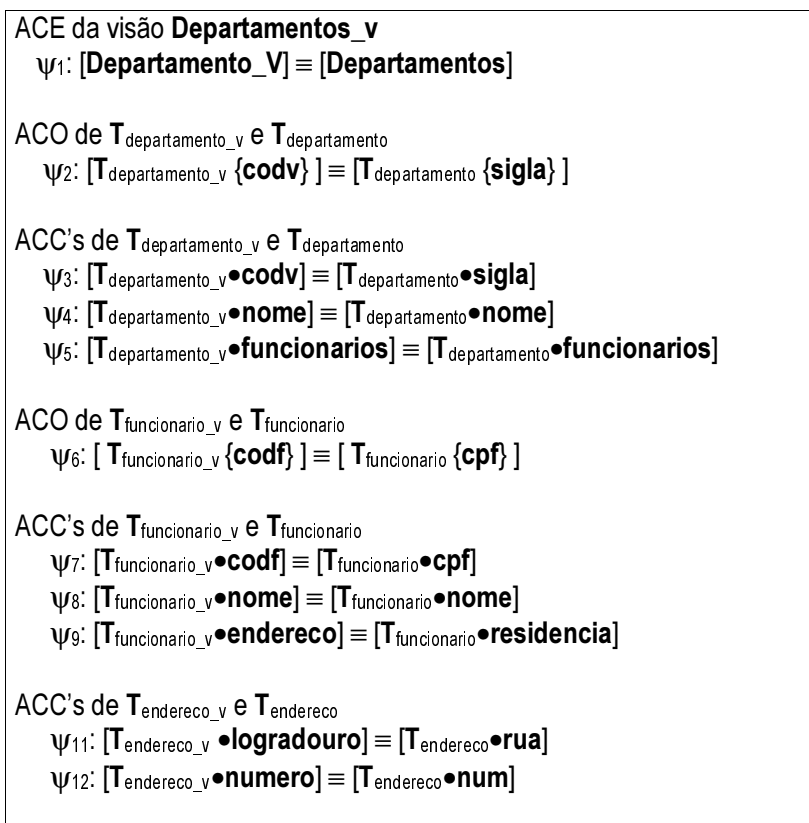 ACE da visão Departamentos_v
ψ1: [Departamento_V] ≡ [Departamentos]
ACO de Tdepartamento_v e Tdepartamento
ψ2: [Tdepartamento_v {codv} ] ≡ [Tdepartamento {sigla} ]
ACC's de Tdepartamento_v e Tdepartamento
ψ3: [Tdepartamento_v•codv] ≡ [Tdepartamento•sigla]
ψ4: [Tdepartamento_v•nome] ≡ [Tdepartamento•nome]
ψ5: [Tdepartamento_v•funcionarios] ≡ [Tdepartamento•funcionarios]
ACO de Tfuncionario_v e Tfuncionario
ψ6: [ Tfuncionario_v {codf} ] ≡ [ Tfuncionario {cpf} ]
ACC's de Tfuncionario_v e Tfuncionario
ψ7: [Tfuncionario_v•codf] ≡ [Tfuncionario•cpf]
ψ8: [Tfuncionario_v•nome] ≡ [Tfuncionario•nome]
ψ9: [Tfuncionario_v•endereco] ≡ [Tfuncionario•residencia]
ACC's de Tendereco_v e Tendereco
ψ11: [Tendereco_v •logradouro] ≡ [Tendereco•rua]
ψ12: [Tendereco_v•numero] ≡ [Tendereco•num]